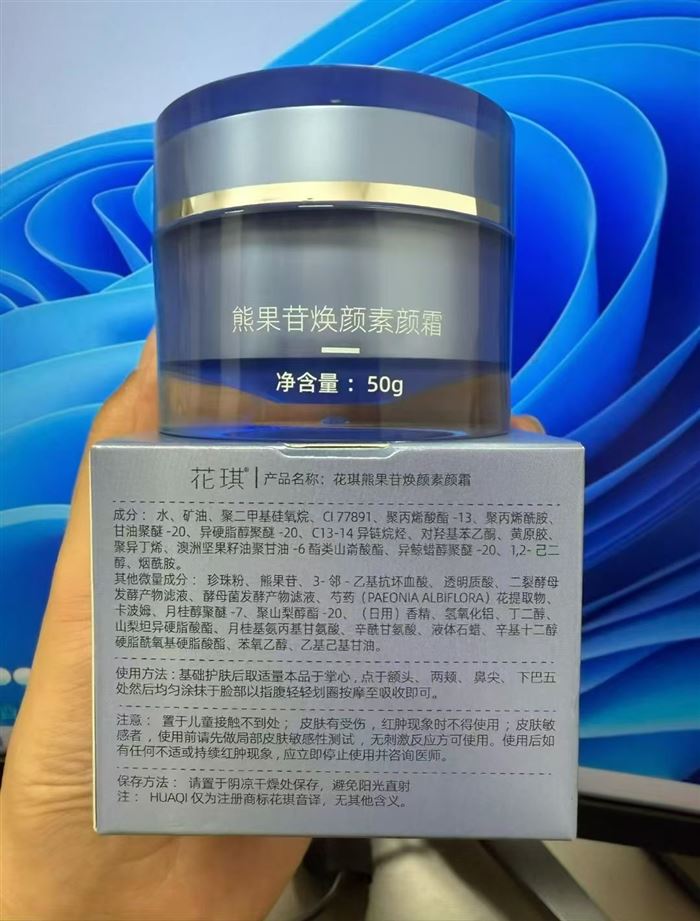 熊果苷焕颜素颜霜
净含量：50g
花琪® | 产品名称：花琪熊果苷焕颜素颜霜
成分：水、矿油、聚二甲基硅氧烷、CI 77891、聚丙烯酸酯-13、聚丙烯酰胺、
甘油聚醚-20、异硬脂醇聚醚-20、C13-14 异链烷烃、对羟基苯乙酮、黄原胶、
聚异丁烯、澳洲坚果籽油聚甘油-6 酯类山嵛酸酯、异鲸蜡醇聚醚-20、1,2-己二
醇、烟酰胺。
其他微量成分：珍珠粉、熊果苷、3-邻-乙基抗坏血酸、透明质酸、二裂酵母
发酵产物滤液、酵母菌发酵产物滤液、芍药（PAEONIA ALBIFLORA）花提取物、
卡波姆、月桂醇聚醚-7、聚山梨醇酯-20、（日用）香精、氢氧化铝、丁二醇、
山梨坦异硬脂酸酯、月桂基氨丙基甘氨酸、辛酰甘氨酸、液体石蜡、辛基十二醇
硬脂酰氧基硬脂酸酯、苯氧乙醇、乙基己基甘油。
使用方法：基础护肤后取适量本品于掌心，点于额头、两颊、鼻尖、下巴五
处然后均匀涂抹于脸部以指腹轻轻划圈按摩至吸收即可。
注意：置于儿童接触不到处；皮肤有受伤，红肿现象时不得使用；皮肤敏
感者，使用前请先做局部皮肤敏感性测试，无刺激反应方可使用。使用后如
有任何不适或持续红肿现象，应立即停止使用并咨询医师。
保存方法：请置于阴凉干燥处保存，避免阳光直射
注：HUAQI 仅为注册商标花琪音译，无其他含义。